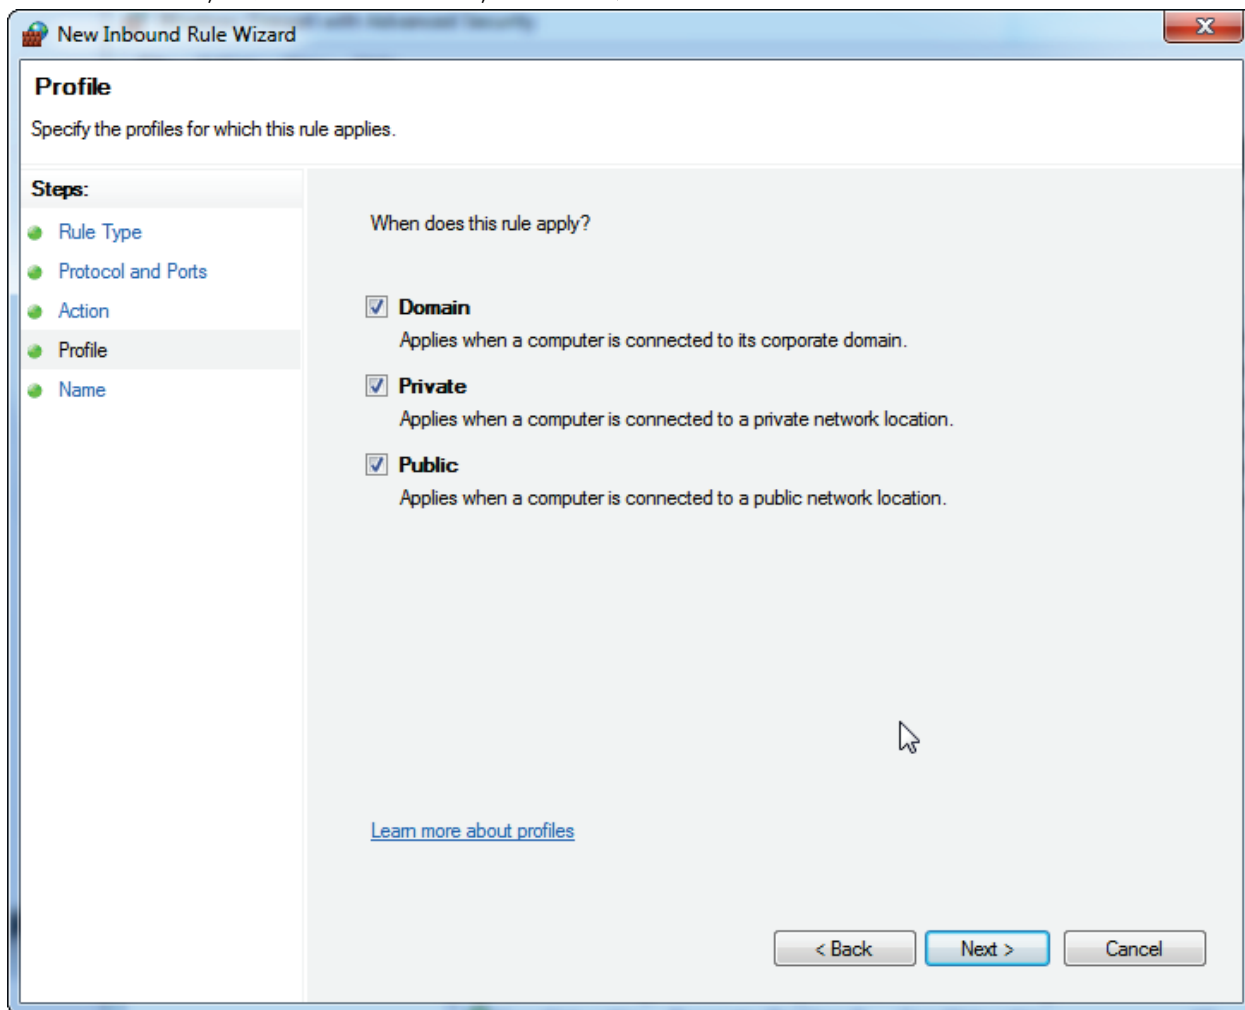 New Inbound Rule Wizard
Profile
Specify the profiles for which this rule applies.
Steps:
Rule Type
Protocol and Ports
Action
Profile
Name
When does this rule apply?
Domain
Applies when a computer is connected to its corporate domain.
Private
Applies when a computer is connected to a private network location.
Public
Applies when a computer is connected to a public network location.
Learn more about profiles
< Back
Next >
Cancel